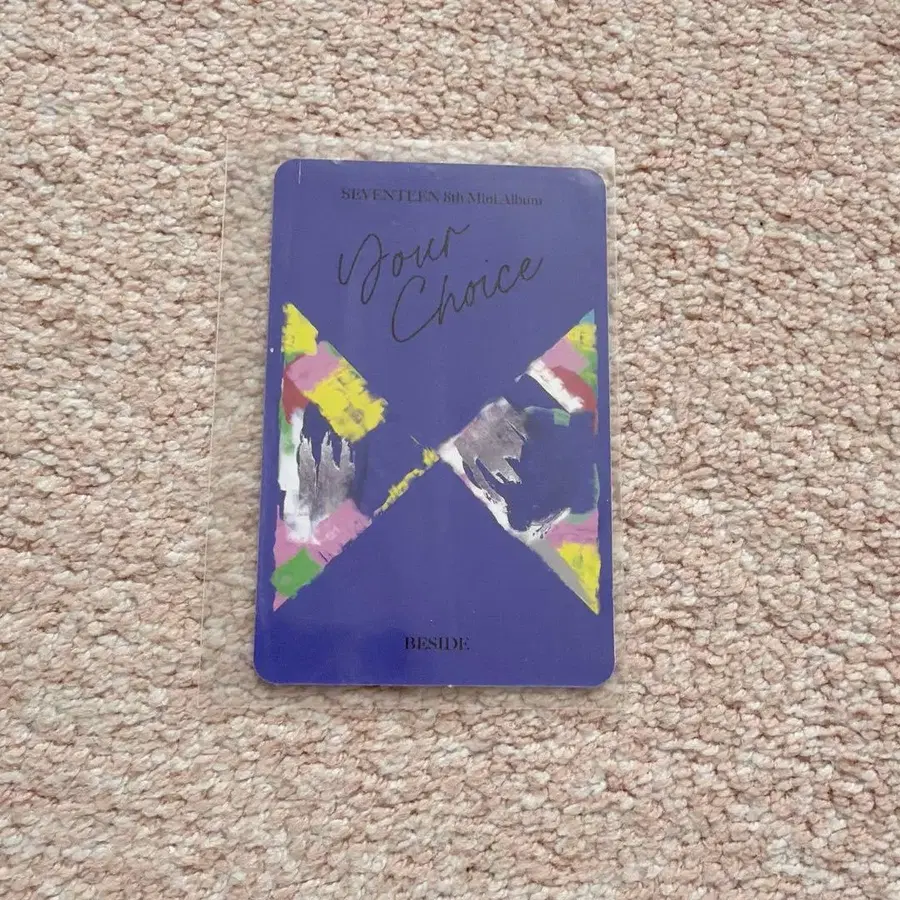 SEVENTEEN 8th Mini Album
Your
Choice
BESIDE